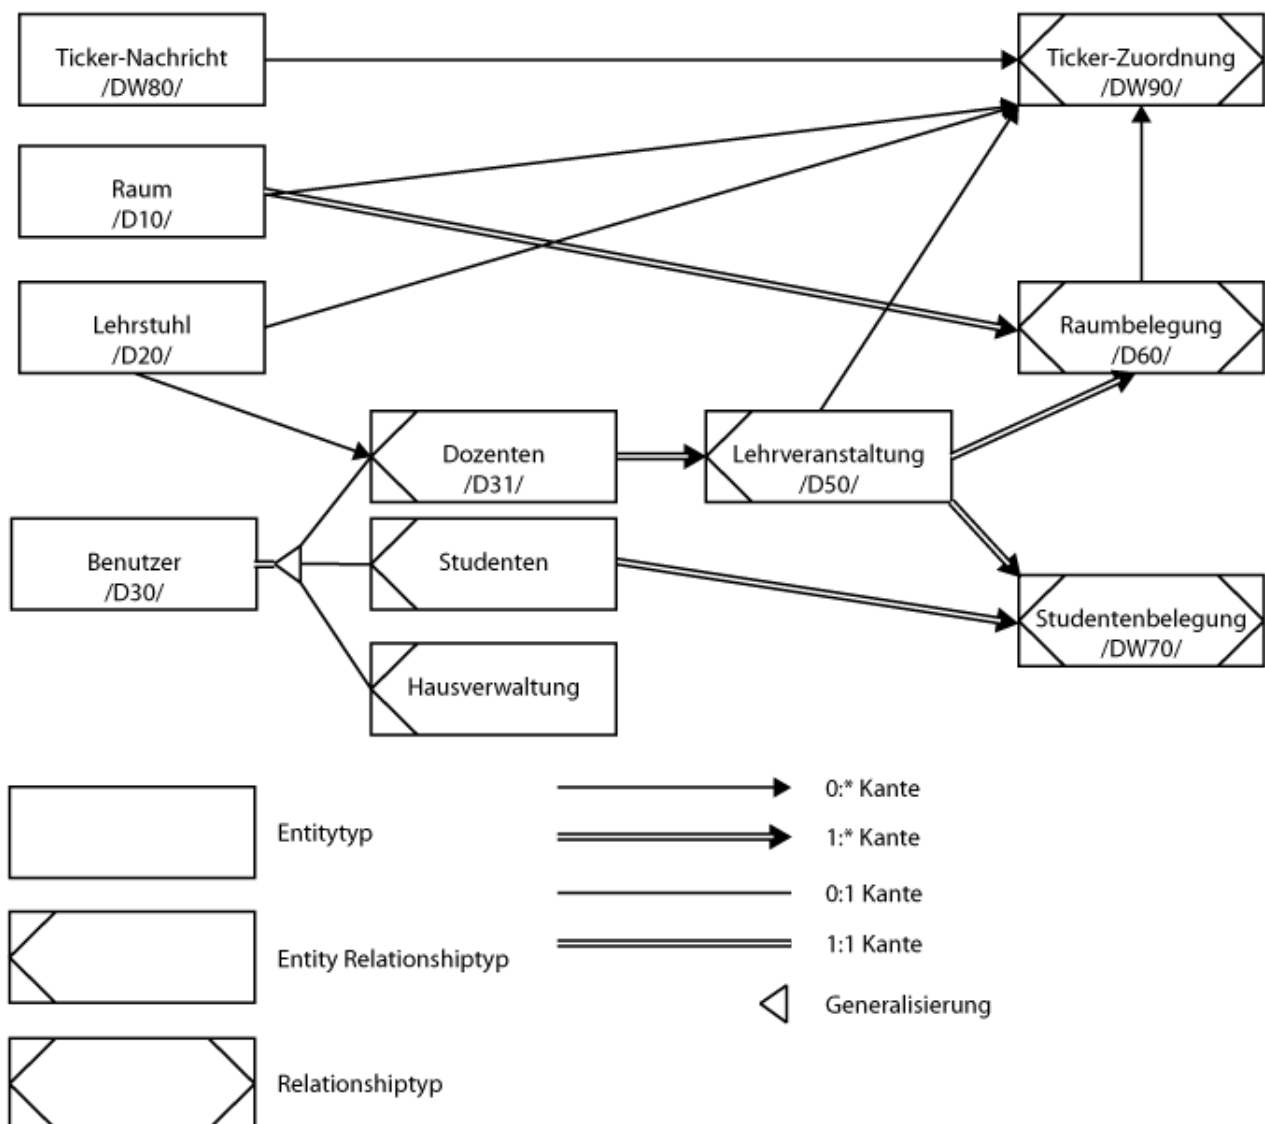 Ticker-Nachricht
/DW80/
Ticker-Zuordnung
/DW90/
Raum
/D10/
Lehrstuhl
/D20/
Raumbelegung
/D60/
Dozenten
/D31/
Lehrveranstaltung
/D50/
Benutzer
/D30/
Studenten
Studentenbelegung
/DW70/
Hausverwaltung
Entitytyp
Entity Relationshiptyp
Relationshiptyp
0:* Kante
1:* Kante
0:1 Kante
1:1 Kante
Generalisierung